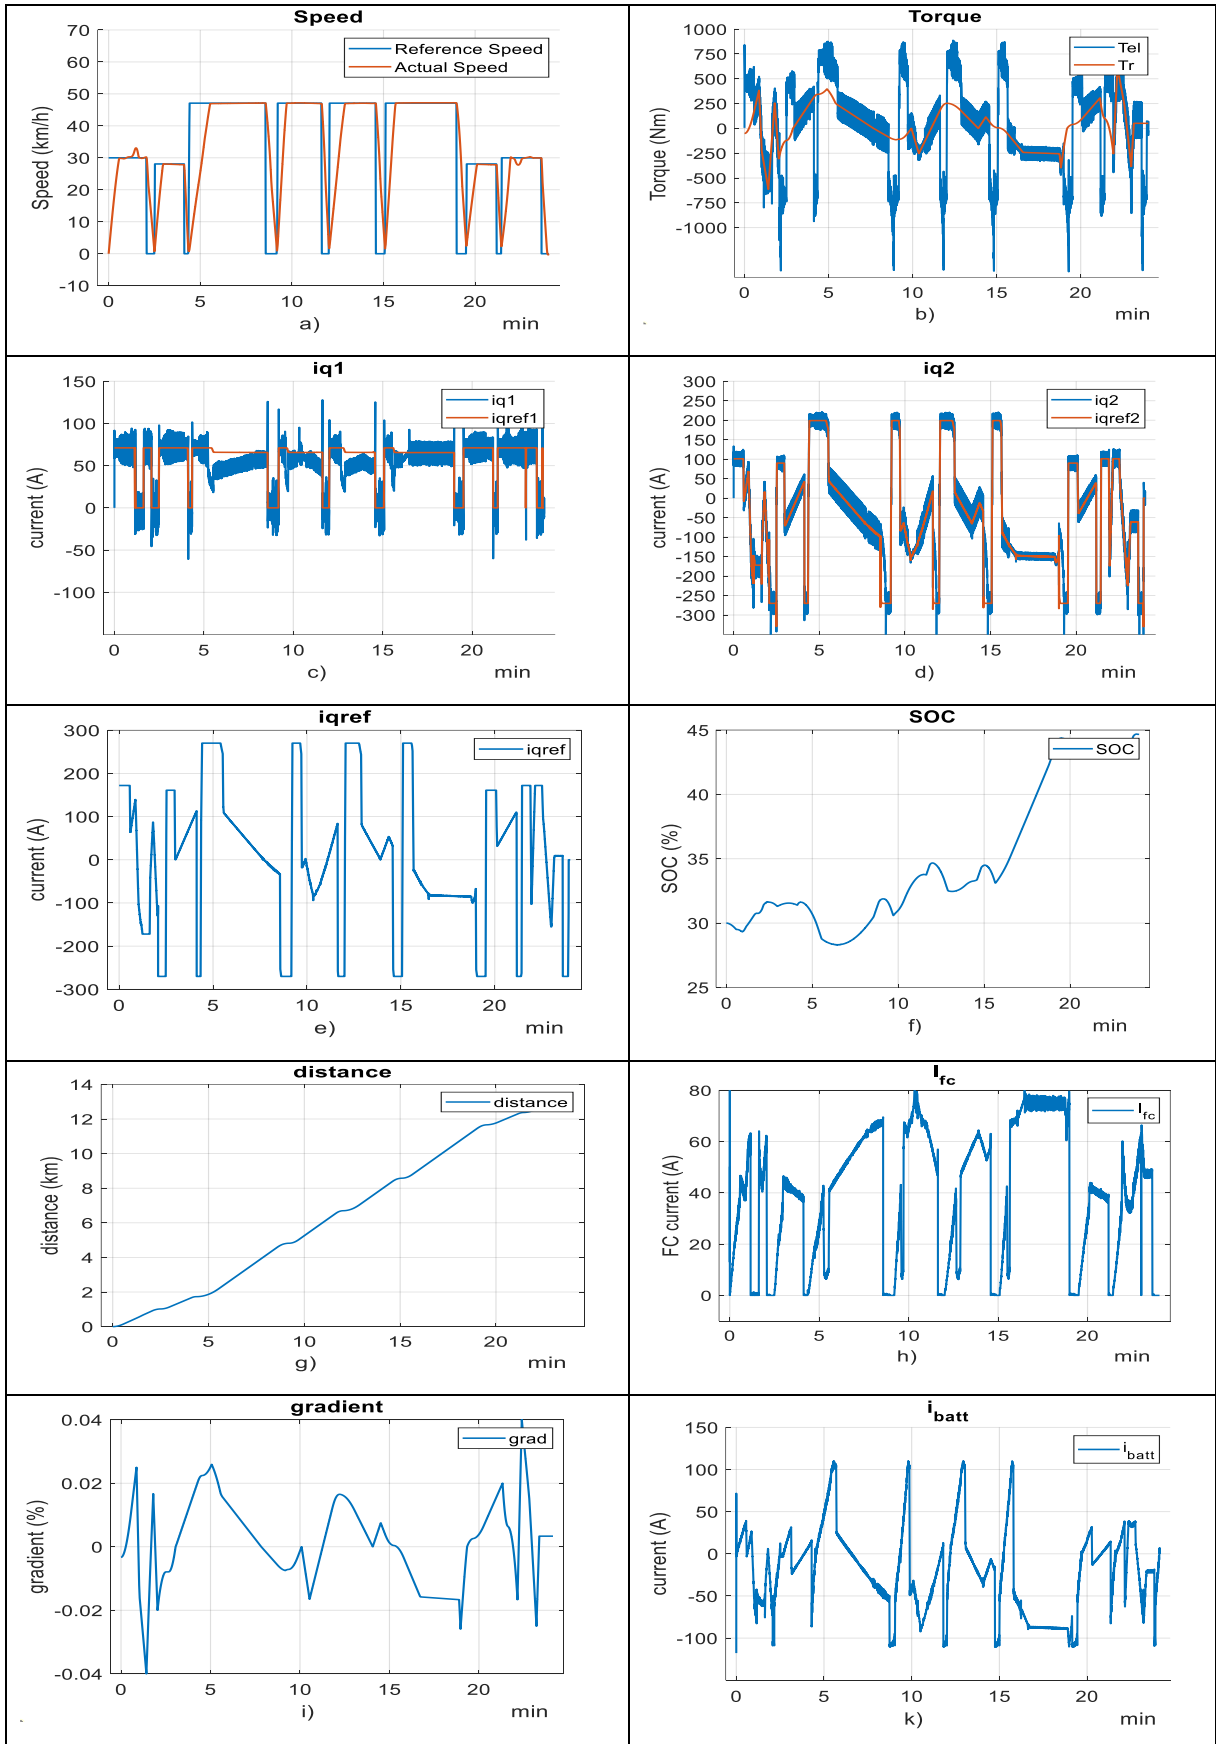 Speed
70
60
50
40
30
20
10
0
-10
Speed (km/h)
Reference Speed
Actual Speed
0 5 10 15 20
min
a)
Torque
1000
750
500
250
0
-250
-500
-750
-1000
Torque (Nm)
Tel
Tr
0 5 10 15 20
min
b)
iq1
150
100
50
0
-50
-100
current (A)
iq1
iqref1
0 5 10 15 20
c)
min
iq2
300
250
200
150
100
50
0
-50
-100
-150
-200
-250
-300
current (A)
iq2
iqref2
0 5 10 15 20
d)
min
iqref
300
200
100
0
-100
-200
-300
current (A)
iqref
0 5 10 15 20
e)
min
SOC
45
40
35
30
25
SOC (%)
SOC
0 5 10 15 20
f)
min
distance
14
12
10
8
6
4
2
0
distance (km)
distance
0 5 10 15 20
g)
min
I_fc
80
60
40
20
0
FC current (A)
I_fc
0 5 10 15 20
h)
min
gradient
0.04
0.02
0
-0.02
-0.04
gradient (%)
grad
0 5 10 15 20
i)
min
i_batt
150
100
50
0
-50
-100
current (A)
i_batt
0 5 10 15 20
k)
min